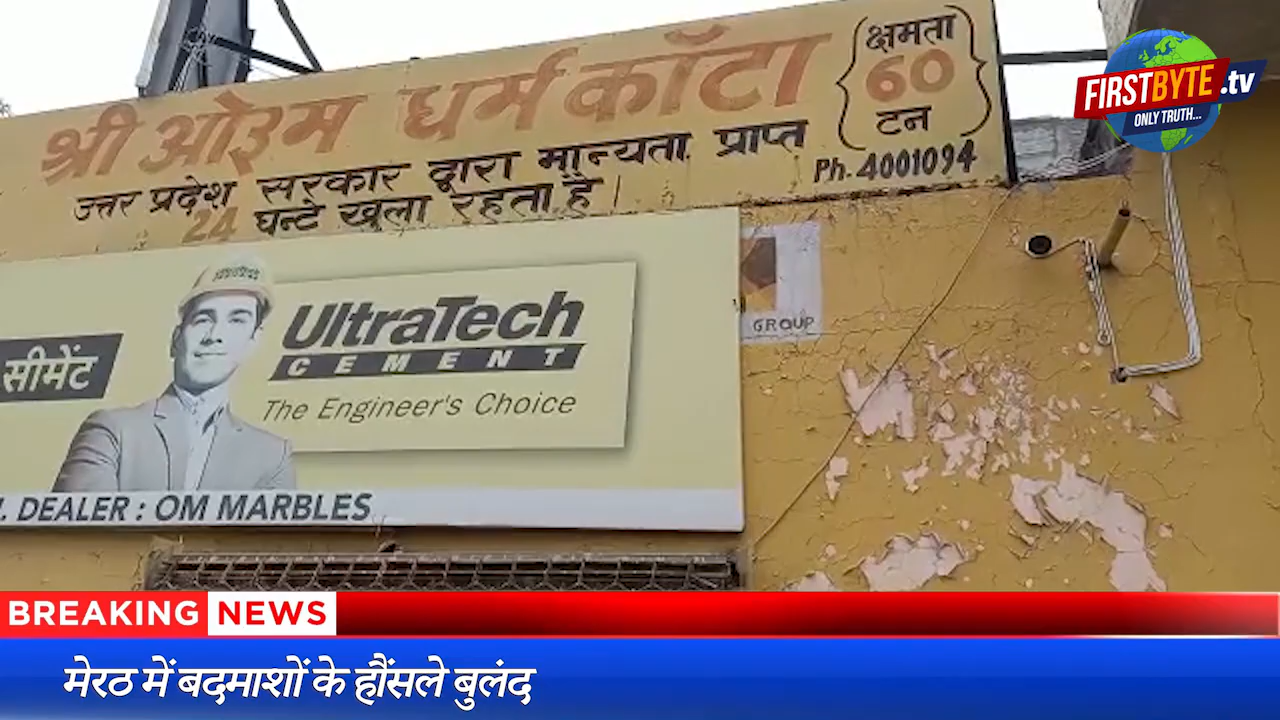 श्री ओ३म धर्म काँटा
क्षमता
60
टन
उत्तर प्रदेश सरकार द्वारा मान्यता प्राप्त
Ph.4001094
24 घन्टे खुला रहता है।
FIRSTBYTE.tv
ONLY TRUTH...
सीमेंट
UltraTech
CEMENT
The Engineer's Choice
GROUP
. DEALER : OM MARBLES
BREAKING NEWS
मेरठ में बदमाशों के हौंसले बुलंद